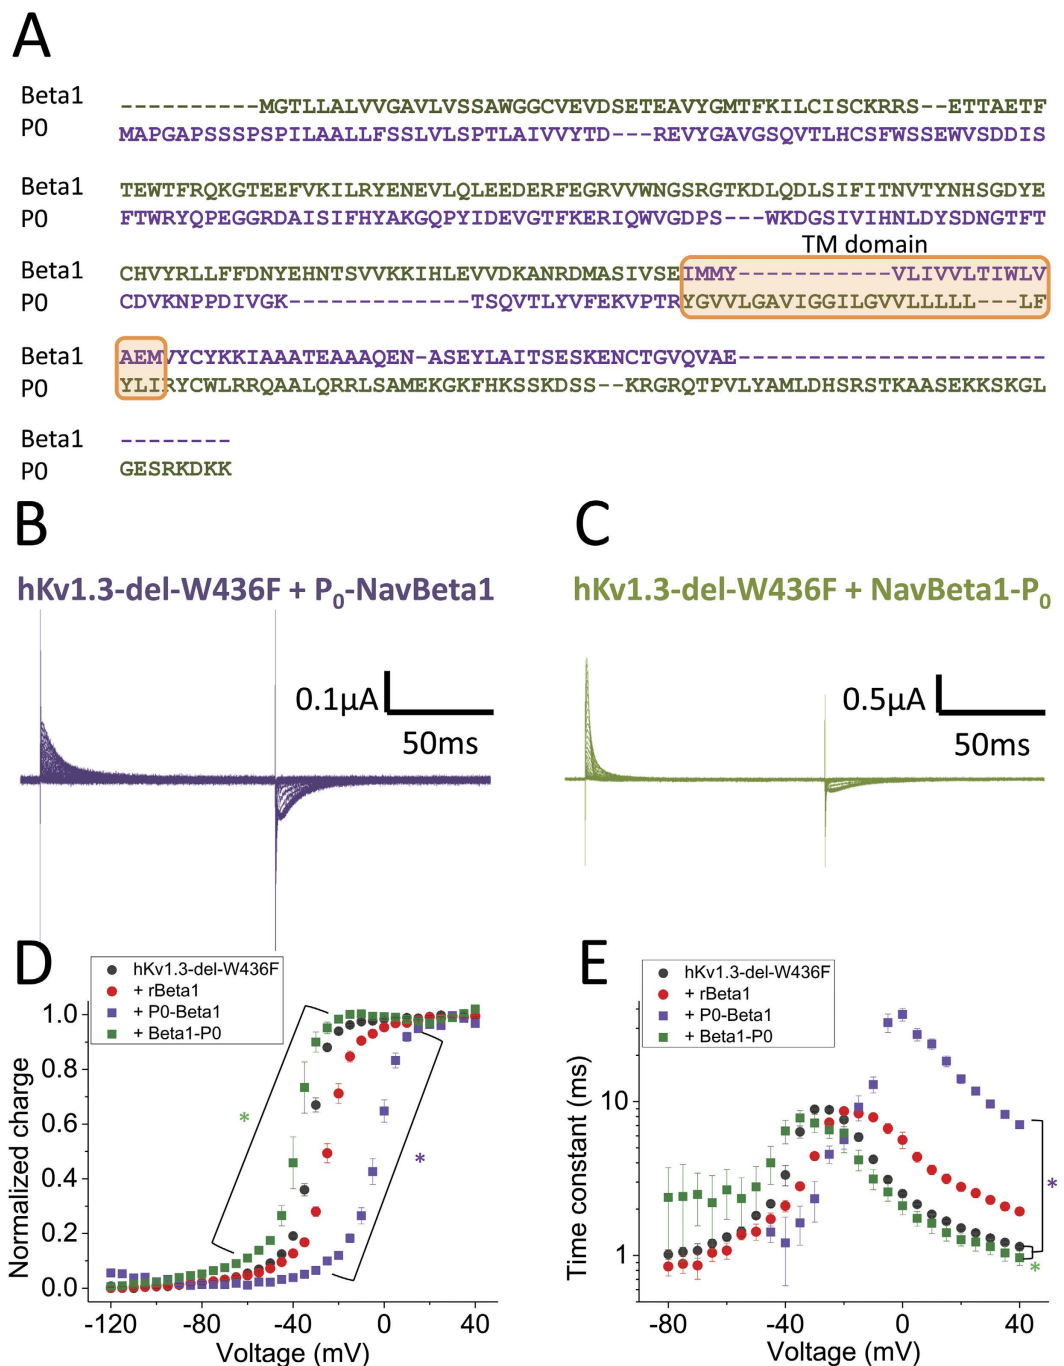 A
Beta1 ----------MGTLLALVVGAVLVSSAWGGCVEVDSETEAVYGMTFKILCISCKRRS--ETTAETF
P0 MAPGAPSSSPSPILAALLFSSLVLSPTLAIVVYTD---REVYGAVGSQVTLHCSFWSSEWVSDDIS
Beta1 TEWTFRQKGTEEFVKILRYENEVLQLEEDERFEGRVVWNGSRGTKDLQDLSIFITNVTYNHSGDYE
P0 FTWRYQPEGGRDAISIFHYAKGQPYIDEVGTFKERIQWVGDPS---WKDGSIVIHNLDYSDNGTFT
TM domain
Beta1 CHVYRLLFFDNYEHNTSVVKKIHLEVVDKANRDMASIVSEIMMY-----------VLIVVLTIWLV
P0 CDVKNPPDIVGK-------------TSQVTLYVFEKVPTRYGVVLGAVIGGILGVVLLLLL---LF
Beta1 AEMVYCYKKIAAATEAAAQEN-ASEYLAITSESKENCTGVQVAE----------------------
P0 YLIRYCWLRRQAALQRRLSAMEKGKFHKSSKDSS--KRGRQTPVLYAMLDHSRSTKAASEKKSKGL
Beta1 --------
P0 GESRKDKK
B
hKv1.3-del-W436F + P0-NavBeta1
0.1µA
50ms
C
hKv1.3-del-W436F + NavBeta1-P0
0.5µA
50ms
D
hKv1.3-del-W436F
+ rBeta1
+ P0-Beta1
+ Beta1-P0
Normalized charge
1.0
0.8
0.6
0.4
0.2
0.0
*
*
-120 -80 -40 0 40
Voltage (mV)
E
hKv1.3-del-W436F
+ rBeta1
+ P0-Beta1
+ Beta1-P0
Time constant (ms)
10
1
*
*
-80 -40 0 40
Voltage (mV)